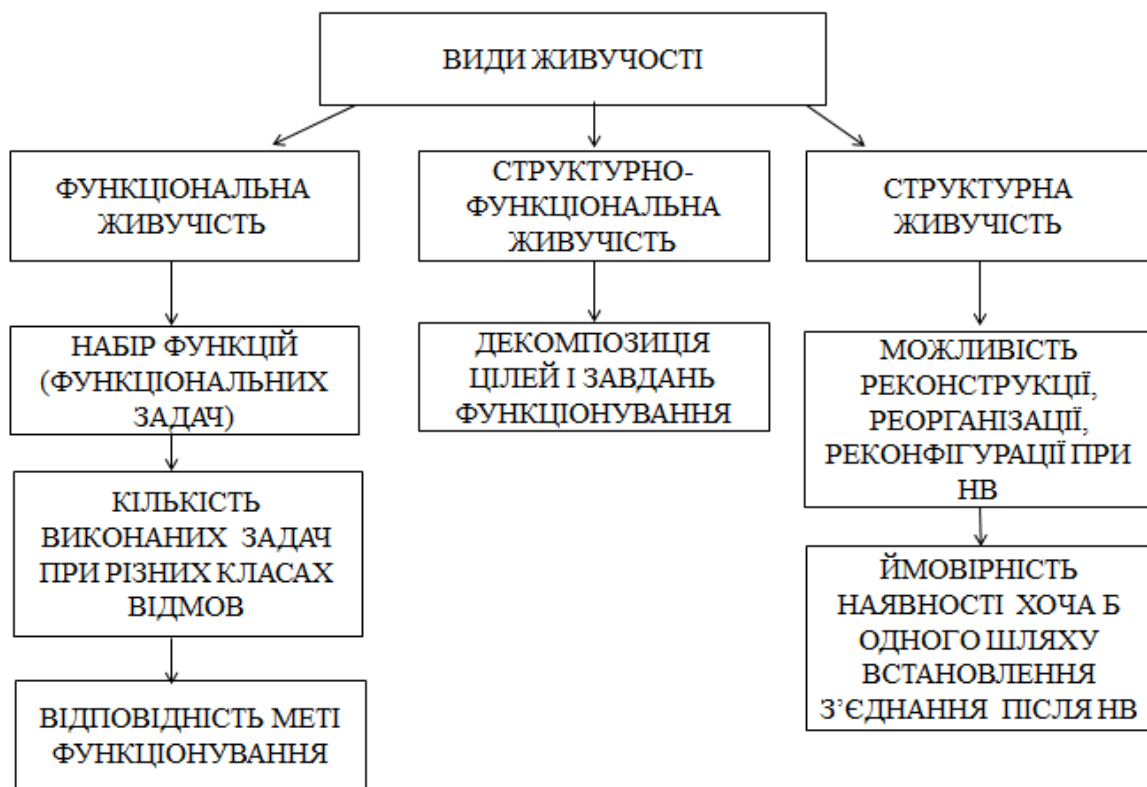 ВИДИ ЖИВУЧОСТІ
ФУНКЦІОНАЛЬНА
ЖИВУЧІСТЬ
СТРУКТУРНО-
ФУНКЦІОНАЛЬНА
ЖИВУЧІСТЬ
СТРУКТУРНА
ЖИВУЧІСТЬ
НАБІР ФУНКЦІЙ
(ФУНКЦІОНАЛЬНИХ
ЗАДАЧ)
ДЕКОМПОЗИЦІЯ
ЦІЛЕЙ І ЗАВДАНЬ
ФУНКЦІОНУВАННЯ
МОЖЛИВІСТЬ
РЕКОНСТРУКЦІЇ,
РЕОРГАНІЗАЦІЇ,
РЕКОНФІГУРАЦІЇ ПРИ
НВ
КІЛЬКІСТЬ
ВИКОНАНИХ ЗАДАЧ
ПРИ РІЗНИХ КЛАСАХ
ВІДМОВ
ЙМОВІРНІСТЬ
НАЯВНОСТІ ХОЧА Б
ОДНОГО ШЛЯХУ
ВСТАНОВЛЕННЯ
З’ЄДНАННЯ ПІСЛЯ НВ
ВІДПОВІДНІСТЬ МЕТІ
ФУНКЦІОНУВАННЯ